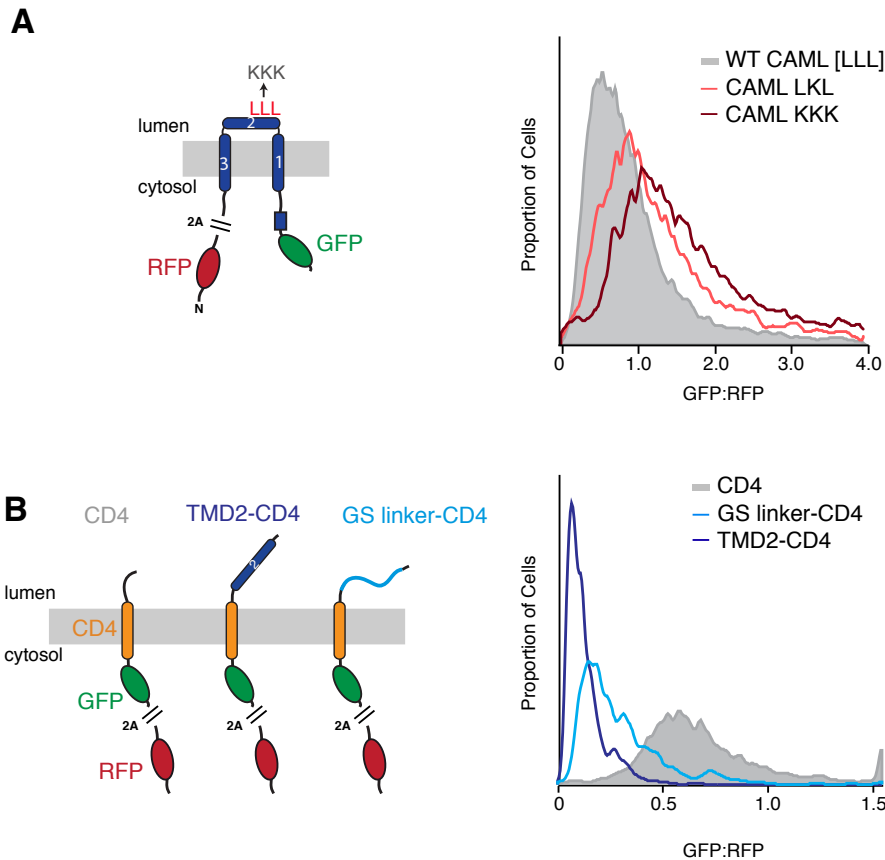 A
KKK
LLL
lumen
2
3
1
cytosol
2A
GFP
RFP
N
Proportion of Cells
WT CAML [LLL]
CAML LKL
CAML KKK
0
1.0
2.0
3.0
4.0
GFP:RFP
B
CD4
TMD2-CD4
GS linker-CD4
2
lumen
CD4
cytosol
GFP
2A
2A
2A
RFP
Proportion of Cells
CD4
GS linker-CD4
TMD2-CD4
0
0.5
1.0
1.5
GFP:RFP